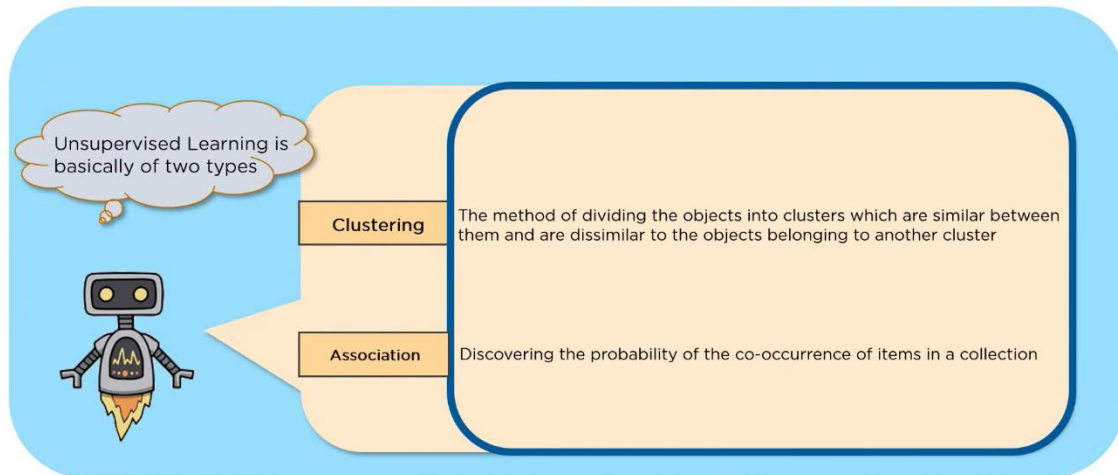 Unsupervised Learning is
basically of two types
Clustering
The method of dividing the objects into clusters which are similar between
them and are dissimilar to the objects belonging to another cluster
Association
Discovering the probability of the co-occurrence of items in a collection